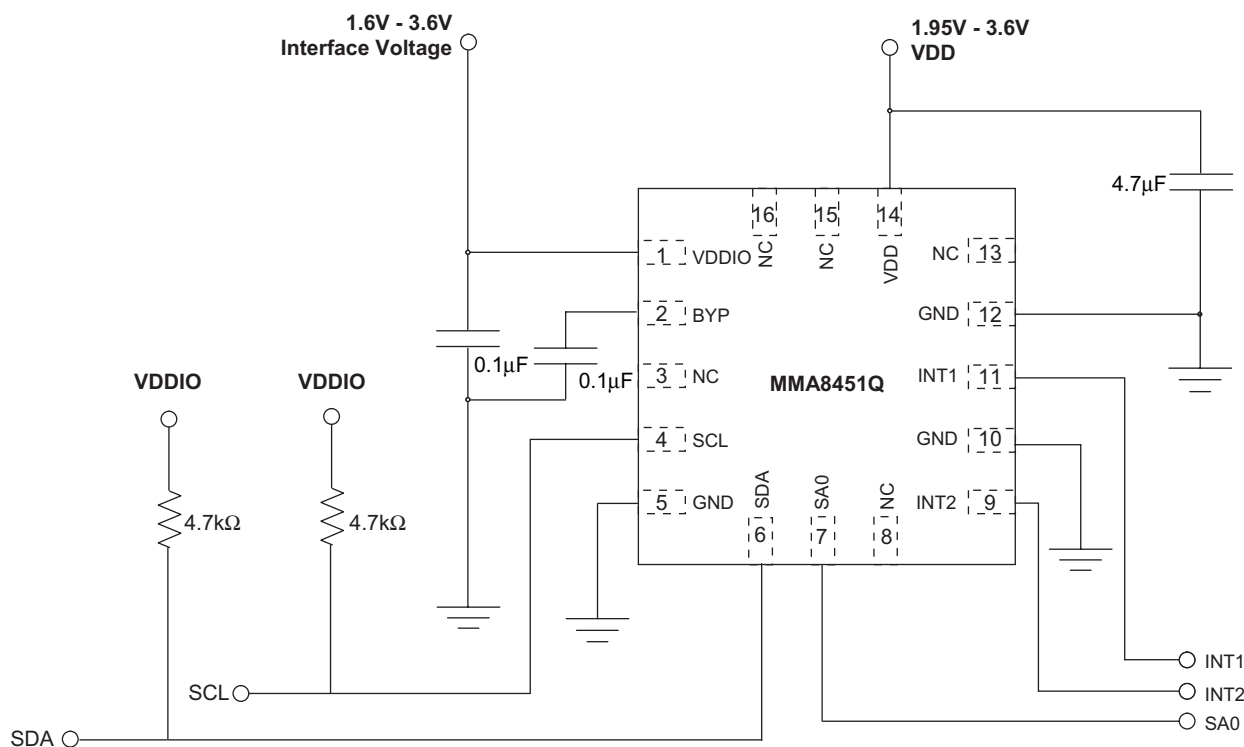 1.6V - 3.6V
Interface Voltage
1.95V - 3.6V
VDD
4.7μF
16
NC
15
NC
14
VDD
1
VDDIO
NC
13
2
BYP
GND
12
0.1μF
0.1μF
3
NC
MMA8451Q
INT1
11
VDDIO
VDDIO
4
SCL
GND
10
5
GND
SDA
6
SA0
7
NC
8
INT2
9
4.7kΩ
4.7kΩ
INT1
SCL
INT2
SA0
SDA